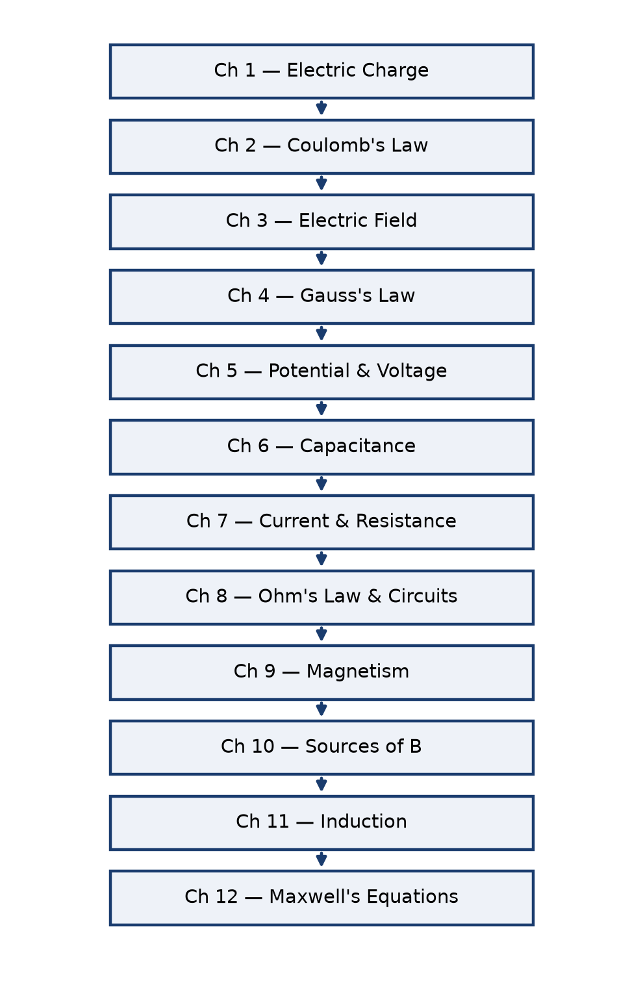 Ch 1 — Electric Charge
Ch 2 — Coulomb's Law
Ch 3 — Electric Field
Ch 4 — Gauss's Law
Ch 5 — Potential & Voltage
Ch 6 — Capacitance
Ch 7 — Current & Resistance
Ch 8 — Ohm's Law & Circuits
Ch 9 — Magnetism
Ch 10 — Sources of B
Ch 11 — Induction
Ch 12 — Maxwell's Equations